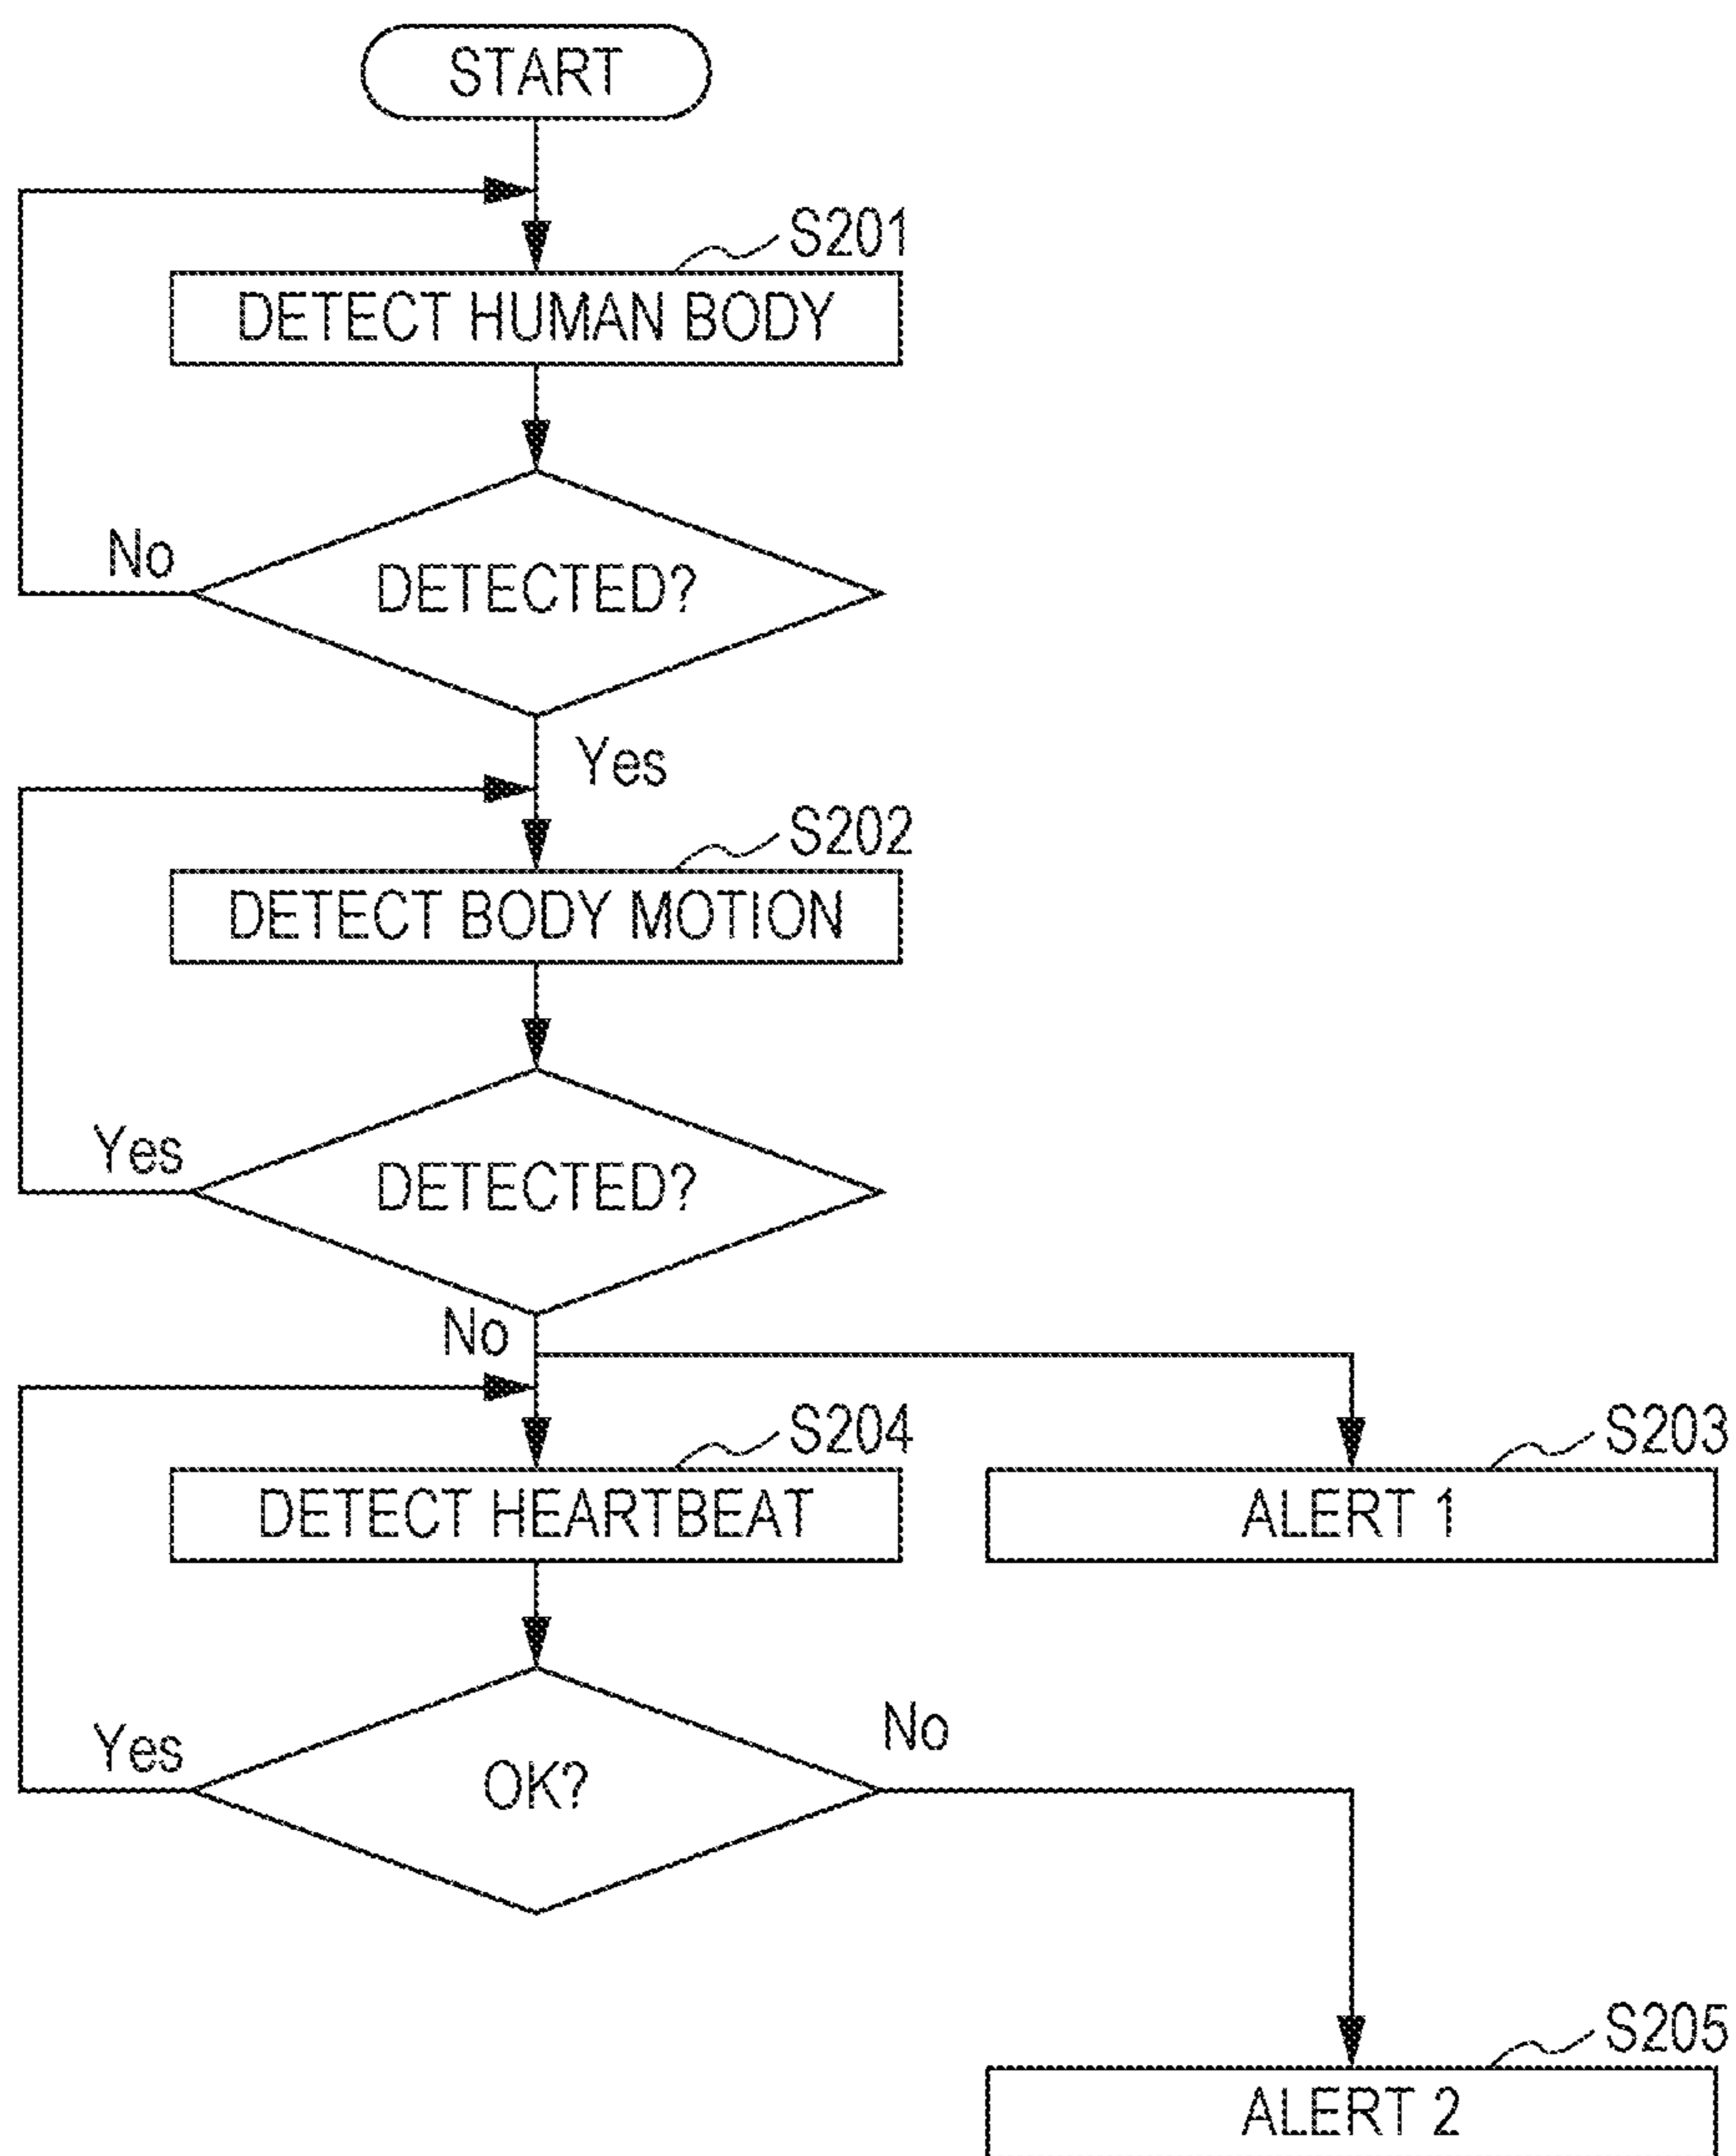 START
S201
DETECT HUMAN BODY
No
DETECTED?
Yes
S202
DETECT BODY MOTION
Yes
DETECTED?
No
S204
S203
DETECT HEARTBEAT
ALERT 1
Yes
No
OK?
S205
ALERT 2